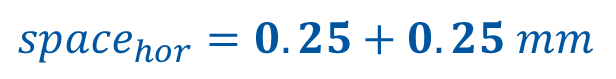 space_hor = 0.25 + 0.25 mm